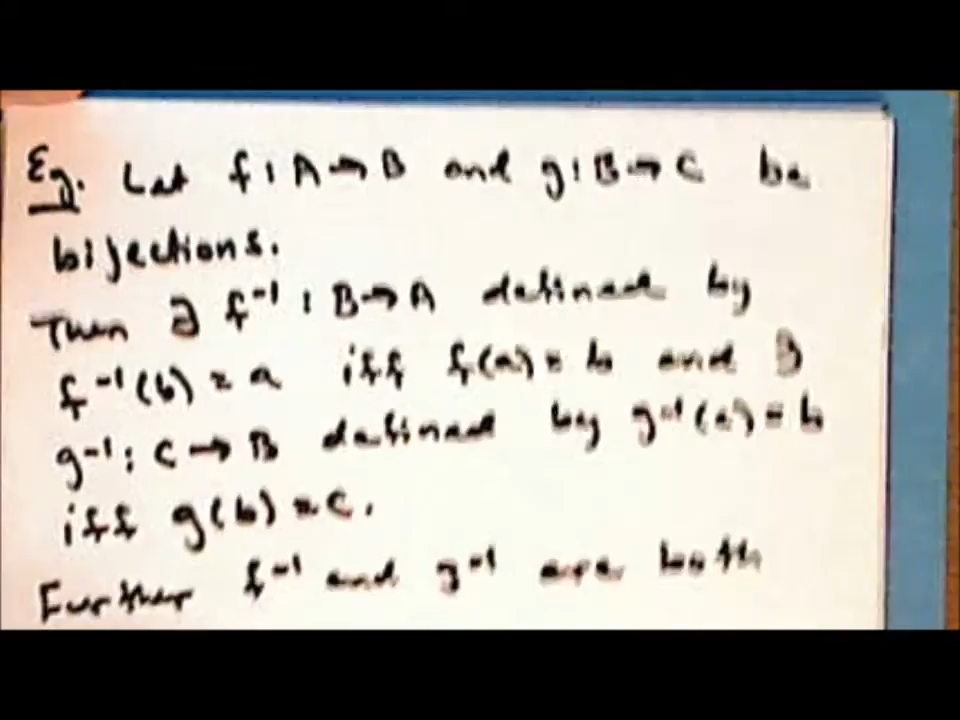 Eg. Let f : A → B and g : B → C be
bijections.
Then ∃ f⁻¹ : B → A defined by
f⁻¹(b) = a iff f(a) = b and ∃
g⁻¹ : C → B defined by g⁻¹(c) = b
iff g(b) = c.
Further f⁻¹ and g⁻¹ are both